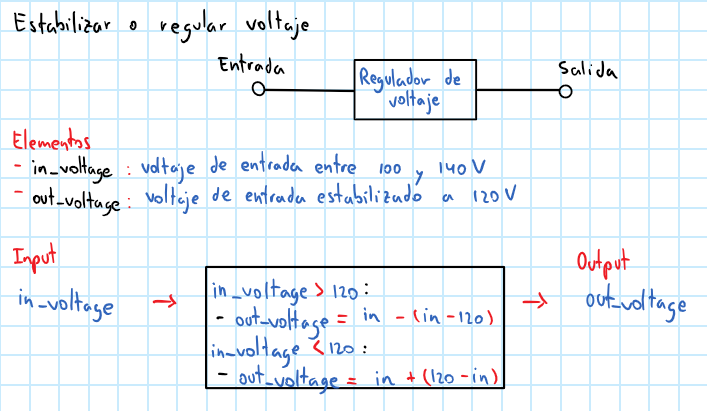 Estabilizar o regular voltaje
Entrada
Regulador de
voltaje
Salida
Elementos
- in_voltage : voltaje de entrada entre 100 y 140 V
- out_voltage : voltaje de entrada estabilizado a 120 V
Input
Output
in_voltage →
in_voltage > 120 :
- out_voltage = in - (in - 120)
in_voltage < 120 :
- out_voltage = in + (120 - in)
→ out_voltage